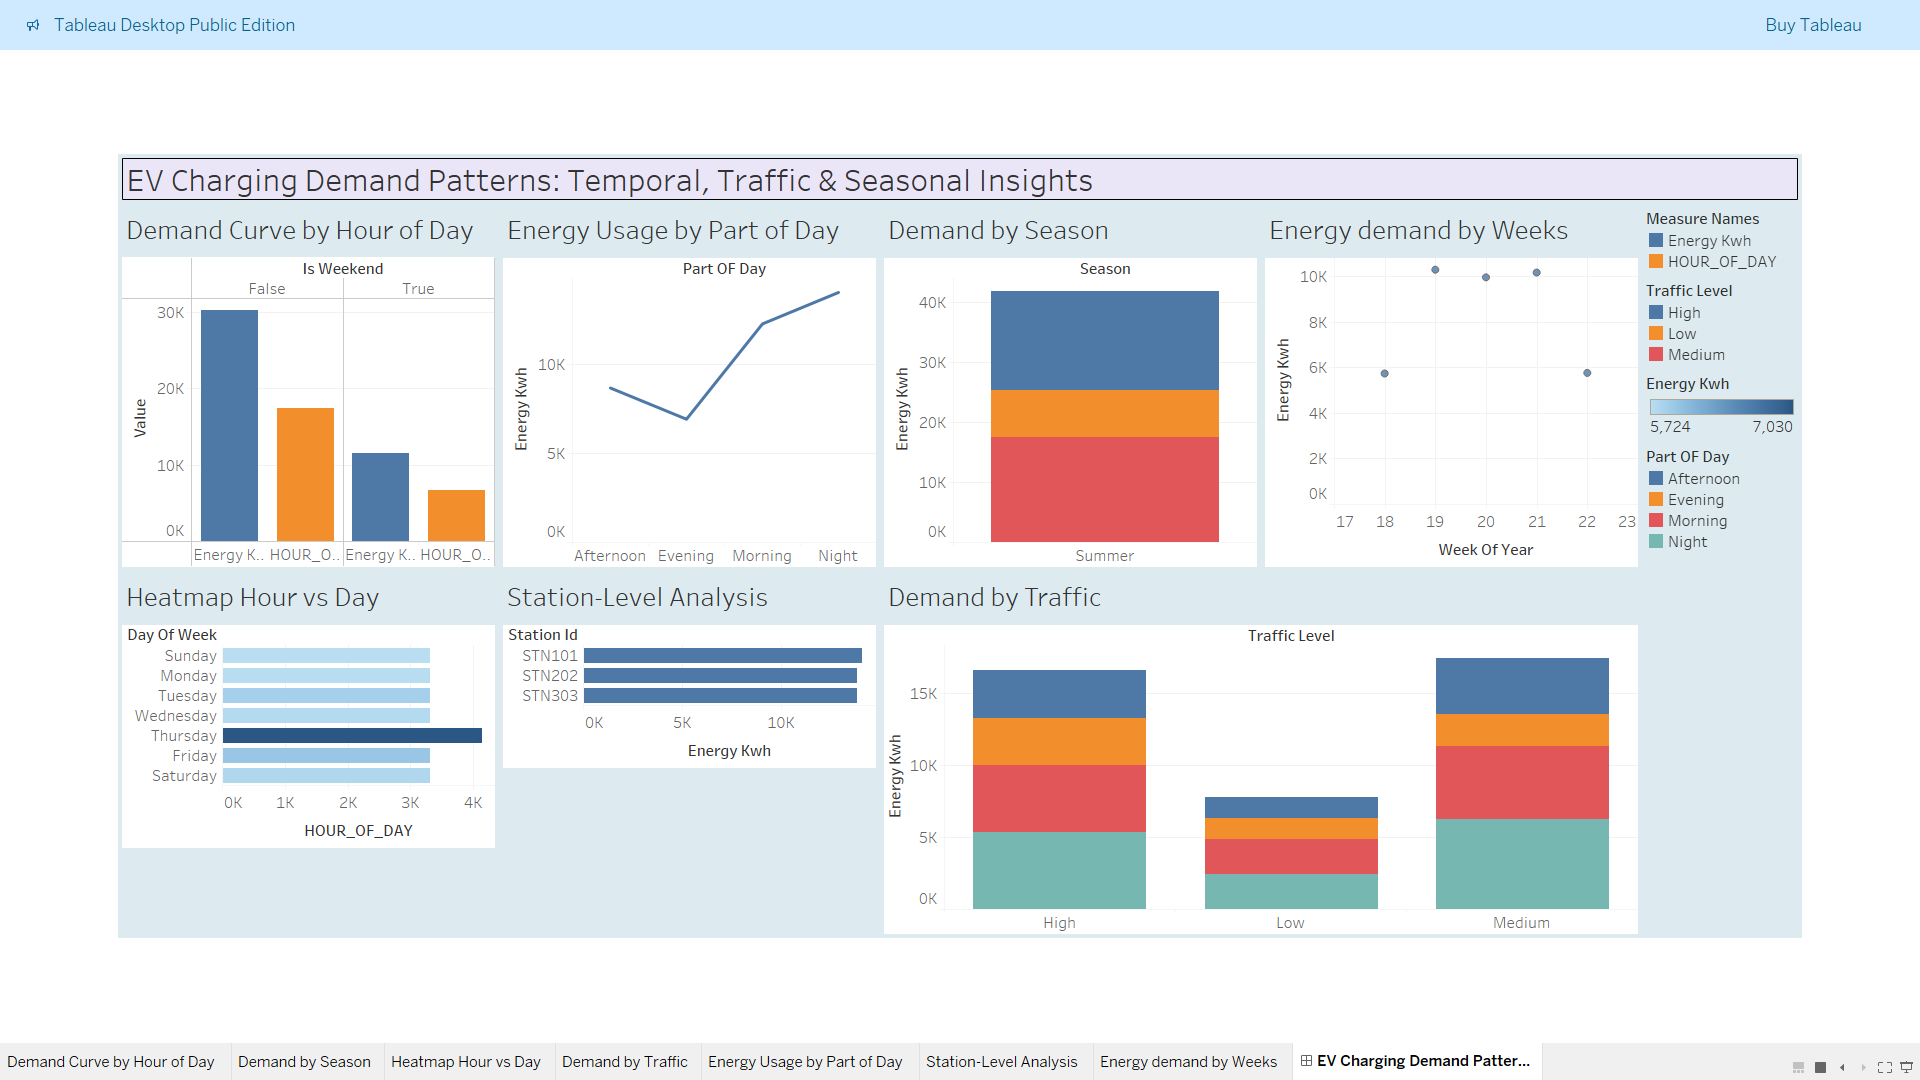 Tableau Desktop Public Edition
Buy Tableau
EV Charging Demand Patterns: Temporal, Traffic & Seasonal Insights
Demand Curve by Hour of Day
Is Weekend
False True
Value
30K
20K
10K
0K
Energy K.. HOUR_O.. Energy K.. HOUR_O..
Energy Usage by Part of Day
Part OF Day
Energy Kwh
10K
5K
0K
Afternoon Evening Morning Night
Demand by Season
Season
Energy Kwh
40K
30K
20K
10K
0K
Summer
Energy demand by Weeks
Energy Kwh
10K
8K
6K
4K
2K
0K
17 18 19 20 21 22 23
Week Of Year
Measure Names
Energy Kwh
HOUR_OF_DAY
Traffic Level
High
Low
Medium
Energy Kwh
5,724 7,030
Part OF Day
Afternoon
Evening
Morning
Night
Heatmap Hour vs Day
Day Of Week
Sunday
Monday
Tuesday
Wednesday
Thursday
Friday
Saturday
0K 1K 2K 3K 4K
HOUR_OF_DAY
Station-Level Analysis
Station Id
STN101
STN202
STN303
0K 5K 10K
Energy Kwh
Demand by Traffic
Traffic Level
Energy Kwh
15K
10K
5K
0K
High Low Medium
Demand Curve by Hour of Day Demand by Season Heatmap Hour vs Day Demand by Traffic Energy Usage by Part of Day Station-Level Analysis Energy demand by Weeks EV Charging Demand Patter...